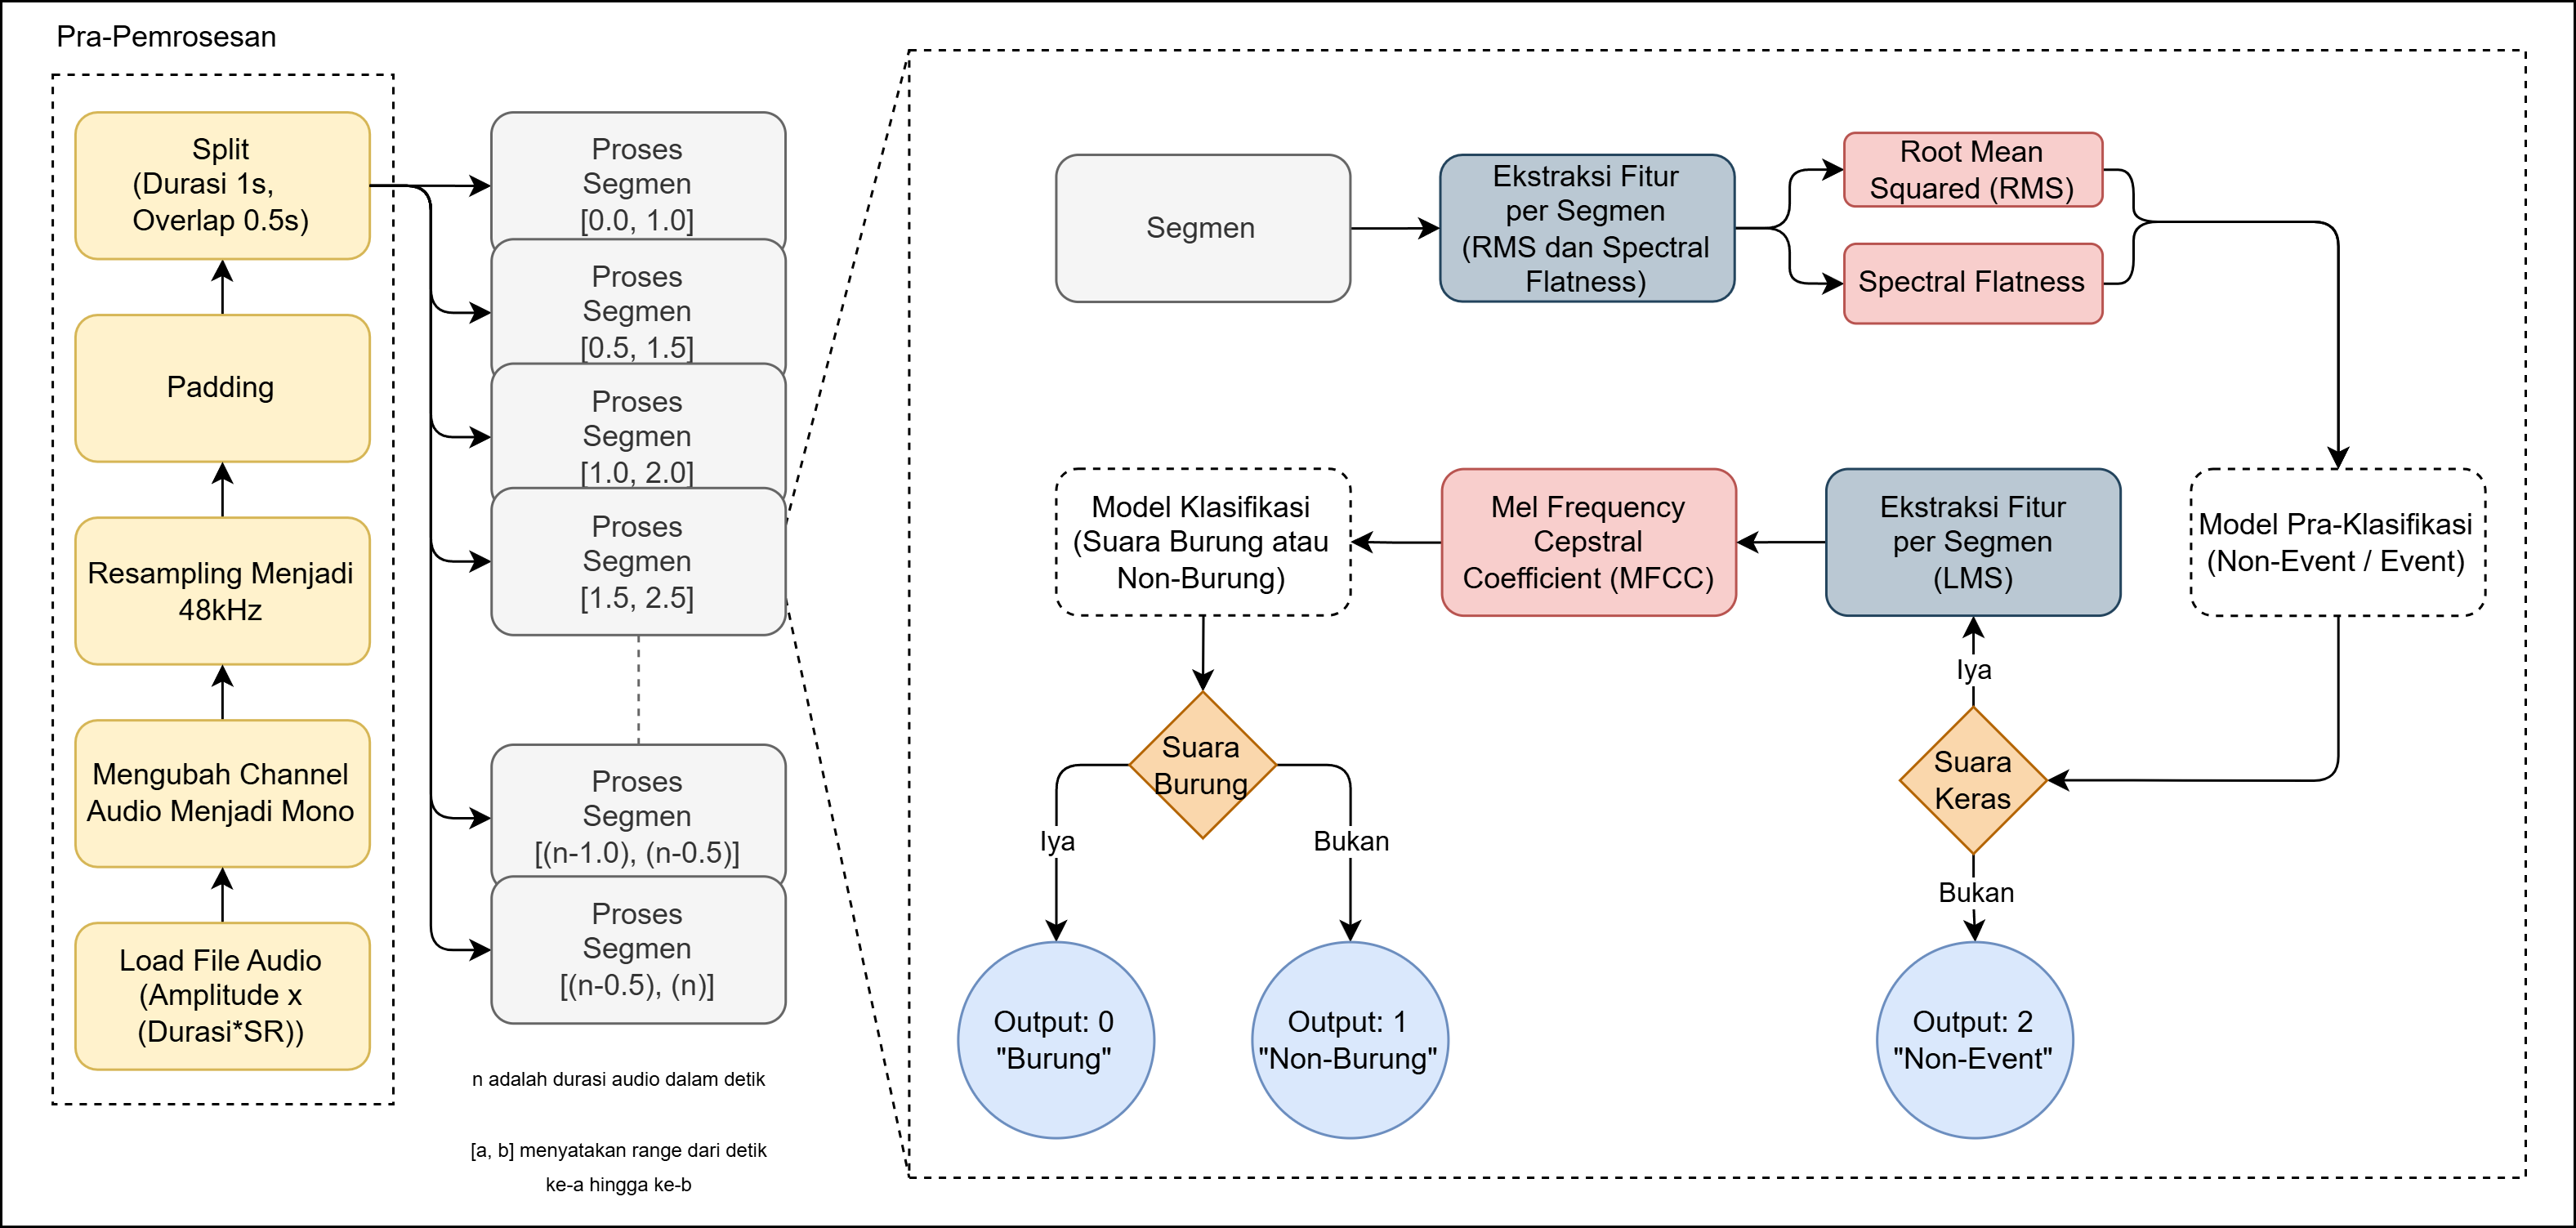 Pra-Pemrosesan
Split
(Durasi 1s,
Overlap 0.5s)
Padding
Resampling Menjadi
48kHz
Mengubah Channel
Audio Menjadi Mono
Load File Audio
(Amplitude x
(Durasi*SR))
Proses
Segmen
[0.0, 1.0]
Proses
Segmen
[0.5, 1.5]
Proses
Segmen
[1.0, 2.0]
Proses
Segmen
[1.5, 2.5]
Proses
Segmen
[(n-1.0), (n-0.5)]
Proses
Segmen
[(n-0.5), (n)]
n adalah durasi audio dalam detik
[a, b] menyatakan range dari detik
ke-a hingga ke-b
Segmen
Ekstraksi Fitur
per Segmen
(RMS dan Spectral
Flatness)
Root Mean
Squared (RMS)
Spectral Flatness
Model Pra-Klasifikasi
(Non-Event / Event)
Ekstraksi Fitur
per Segmen
(LMS)
Mel Frequency
Cepstral
Coefficient (MFCC)
Model Klasifikasi
(Suara Burung atau
Non-Burung)
Iya
Suara
Keras
Bukan
Suara
Burung
Iya
Bukan
Output: 0
"Burung"
Output: 1
"Non-Burung"
Output: 2
"Non-Event"